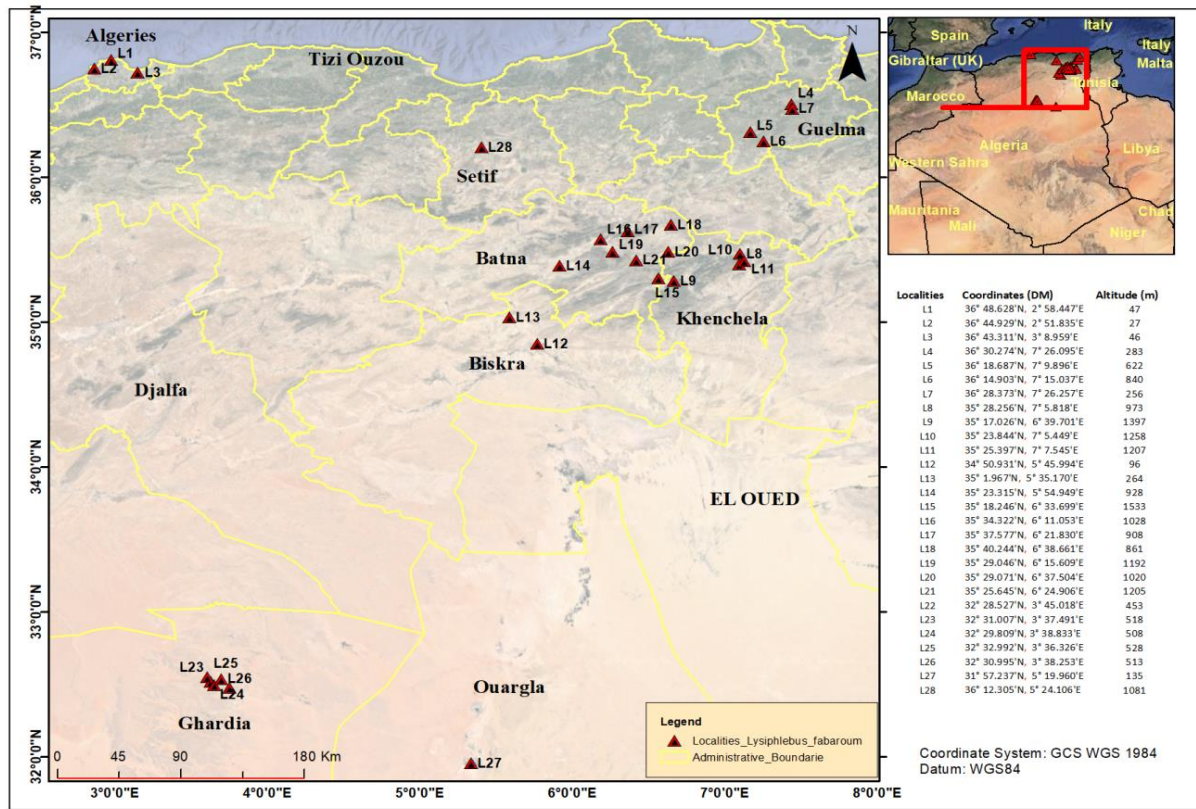 37°0'0"N
36°0'0"N
35°0'0"N
34°0'0"N
33°0'0"N
32°0'0"N
Algeries
L1
L2
L3
Tizi Ouzou
N
L4
L7
Guelma
L5
L6
L28
Setif
L16
L17
L18
L19
L20
L21
L10
L8
L11
Batna
L14
L15
L9
Khenchela
L13
L12
Biskra
Djalfa
EL OUED
L23
L25
L26
L24
Ghardia
Ouargla
L27
0 45 90 180 Km
Legend
Localities_Lysiphlebus_fabaroum
Administrative_Boundarie
3°0'0"E 4°0'0"E 5°0'0"E 6°0'0"E 7°0'0"E 8°0'0"E
Italy
Spain
Italy
Gibraltar (UK)
Malta
Tunisia
Marocco
Algeria
Libya
Western Sahra
Mauritania
Mali
Chad
Niger
Localities Coordinates (DM) Altitude (m)
L1 36° 48.628'N, 2° 58.447'E 47
L2 36° 44.929'N, 2° 51.835'E 27
L3 36° 43.311'N, 3° 8.959'E 46
L4 36° 30.274'N, 7° 26.095'E 283
L5 36° 18.687'N, 7° 9.896'E 622
L6 36° 14.903'N, 7° 15.037'E 840
L7 36° 28.373'N, 7° 26.257'E 256
L8 35° 28.256'N, 7° 5.818'E 973
L9 35° 17.026'N, 6° 39.701'E 1397
L10 35° 23.844'N, 7° 5.449'E 1258
L11 35° 25.397'N, 7° 7.545'E 1207
L12 34° 50.931'N, 5° 45.994'E 96
L13 35° 1.967'N, 5° 35.170'E 264
L14 35° 23.315'N, 5° 54.949'E 928
L15 35° 18.246'N, 6° 33.699'E 1533
L16 35° 34.322'N, 6° 11.053'E 1028
L17 35° 37.577'N, 6° 21.830'E 908
L18 35° 40.244'N, 6° 38.661'E 861
L19 35° 29.046'N, 6° 15.609'E 1192
L20 35° 29.071'N, 6° 37.504'E 1020
L21 35° 25.645'N, 6° 24.906'E 1205
L22 32° 28.527'N, 3° 45.018'E 453
L23 32° 31.007'N, 3° 37.491'E 518
L24 32° 29.809'N, 3° 38.833'E 508
L25 32° 32.992'N, 3° 36.326'E 528
L26 32° 30.995'N, 3° 38.253'E 513
L27 31° 57.237'N, 5° 19.960'E 135
L28 36° 12.305'N, 5° 24.106'E 1081
Coordinate System: GCS WGS 1984
Datum: WGS84